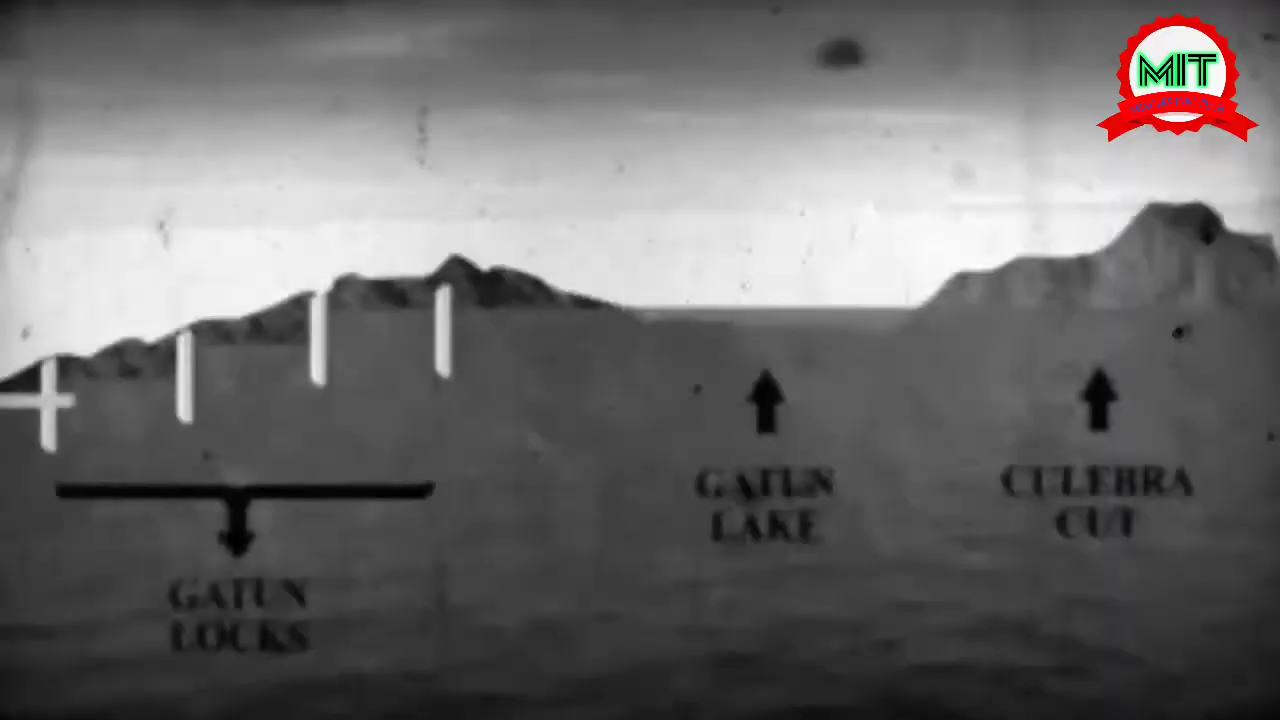 MIT
GATUN
LAKE
CULEBRA
CUT
GATUN
LOCKS